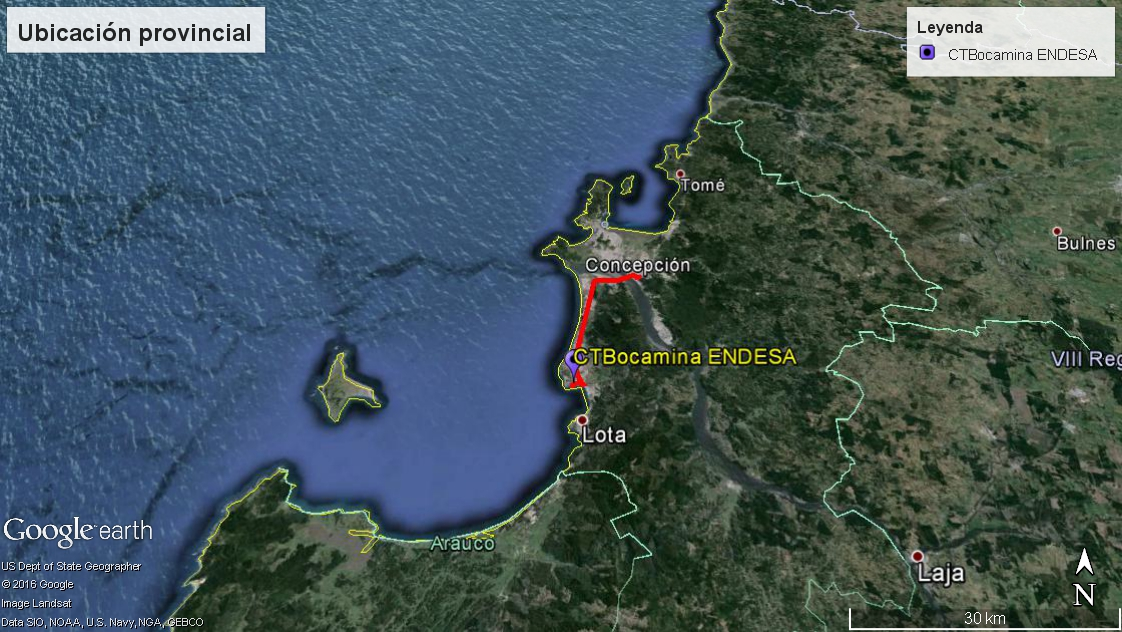 Ubicación provincial
Leyenda
CTBocamina ENDESA
Tomé
Bulnes
Concepción
CTBocamina ENDESA
VIII Reg
Lota
Arauco
Laja
Google earth
US Dept of State Geographer
© 2016 Google
Image Landsat
Data SIO, NOAA, U.S. Navy, NGA, GEBCO
N
30 km